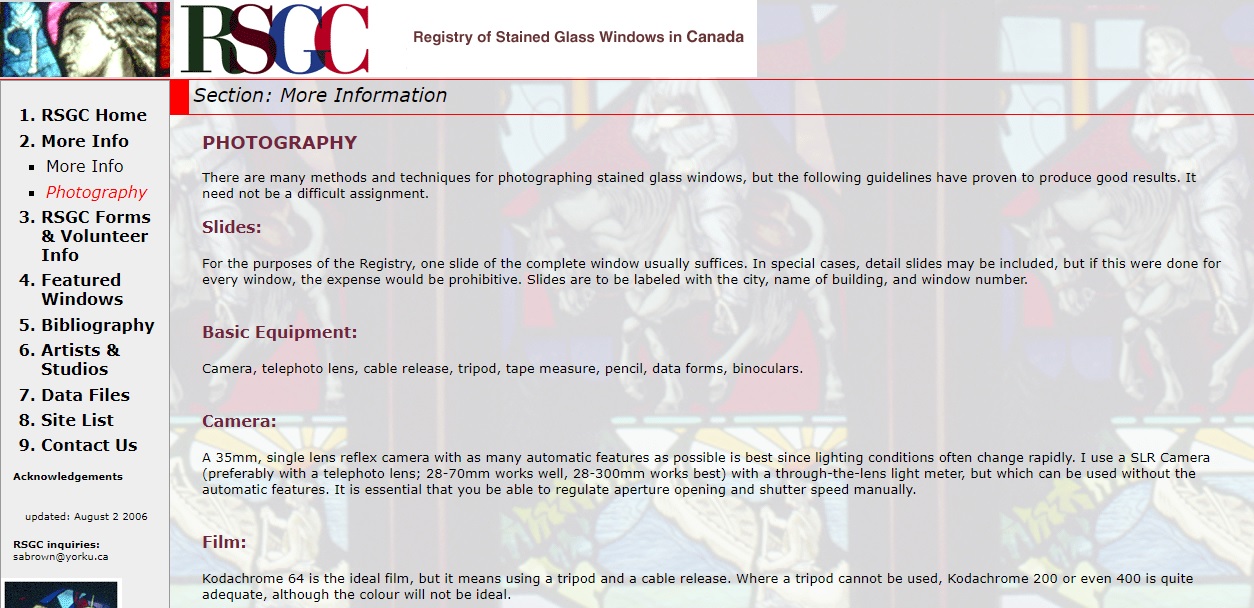 RSGC
Registry of Stained Glass Windows in Canada
Section: More Information
1. RSGC Home
2. More Info
More Info
Photography
3. RSGC Forms
& Volunteer
Info
4. Featured
Windows
5. Bibliography
6. Artists &
Studios
7. Data Files
8. Site List
9. Contact Us
Acknowledgements
updated: August 2 2006
RSGC inquiries:
sabrown@yorku.ca
PHOTOGRAPHY
There are many methods and techniques for photographing stained glass windows, but the following guidelines have proven to produce good results. It
need not be a difficult assignment.
Slides:
For the purposes of the Registry, one slide of the complete window usually suffices. In special cases, detail slides may be included, but if this were done for
every window, the expense would be prohibitive. Slides are to be labeled with the city, name of building, and window number.
Basic Equipment:
Camera, telephoto lens, cable release, tripod, tape measure, pencil, data forms, binoculars.
Camera:
A 35mm, single lens reflex camera with as many automatic features as possible is best since lighting conditions often change rapidly. I use a SLR Camera
(preferably with a telephoto lens; 28-70mm works well, 28-300mm works best) with a through-the-lens light meter, but which can be used without the
automatic features. It is essential that you be able to regulate aperture opening and shutter speed manually.
Film:
Kodachrome 64 is the ideal film, but it means using a tripod and a cable release. Where a tripod cannot be used, Kodachrome 200 or even 400 is quite
adequate, although the colour will not be ideal.